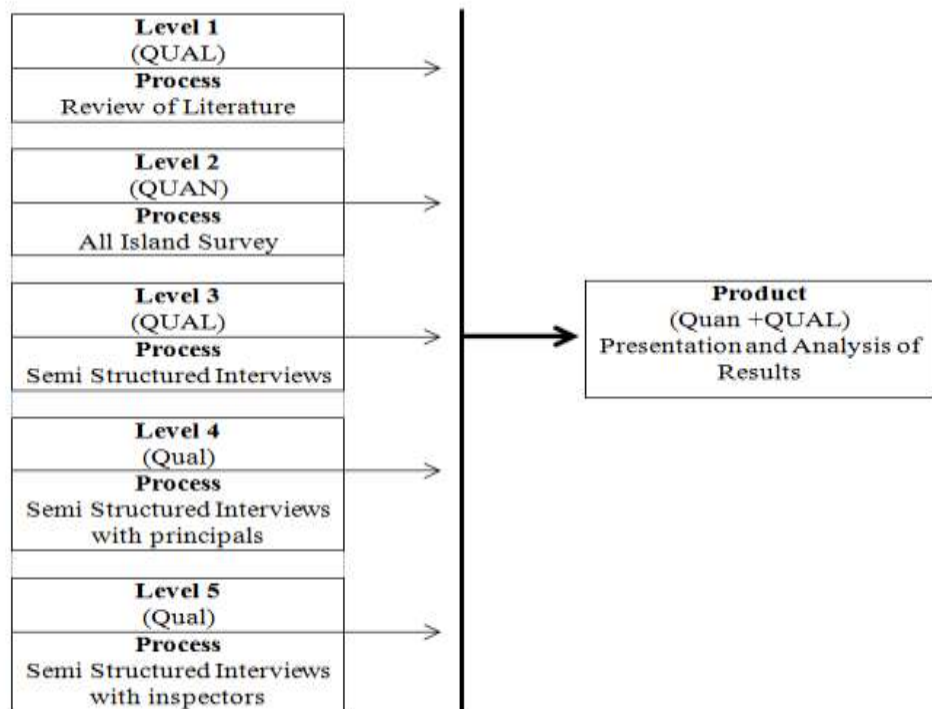 Level 1
(QUAL)
Process
Review of Literature
Level 2
(QUAN)
Process
All Island Survey
Level 3
(QUAL)
Process
Semi Structured Interviews
Level 4
(Qual)
Process
Semi Structured Interviews
with principals
Level 5
(Qual)
Process
Semi Structured Interviews
with inspectors
Product
(Quan +QUAL)
Presentation and Analysis of
Results